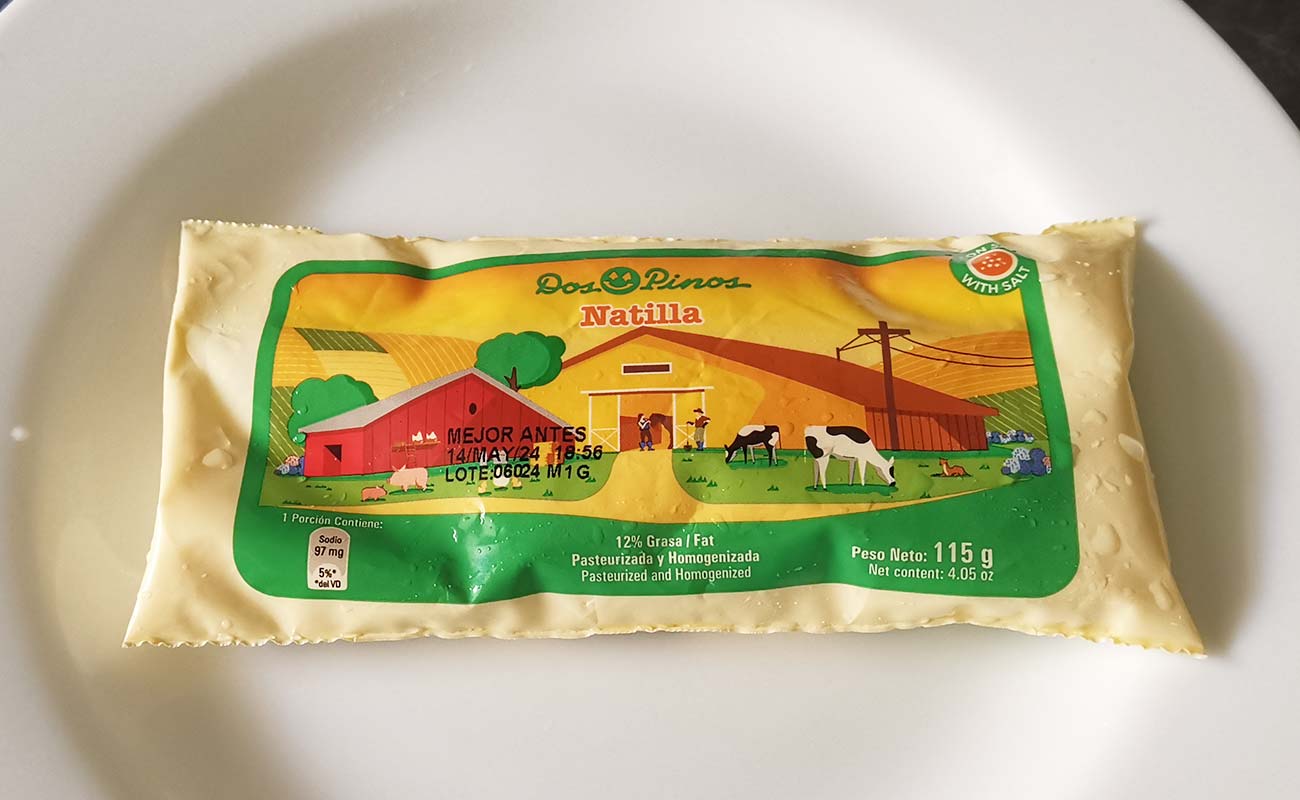 Dos Pinos
Natilla
WITH SALT
MEJOR ANTES
14/MAY/24 18:56
LOTE:06024 M1G
1 Porción Contiene:
Sodio
97 mg
5%*
*del VD
12% Grasa / Fat
Pasteurizada y Homogenizada
Pasteurized and Homogenized
Peso Neto: 115 g
Net content: 4.05 oz